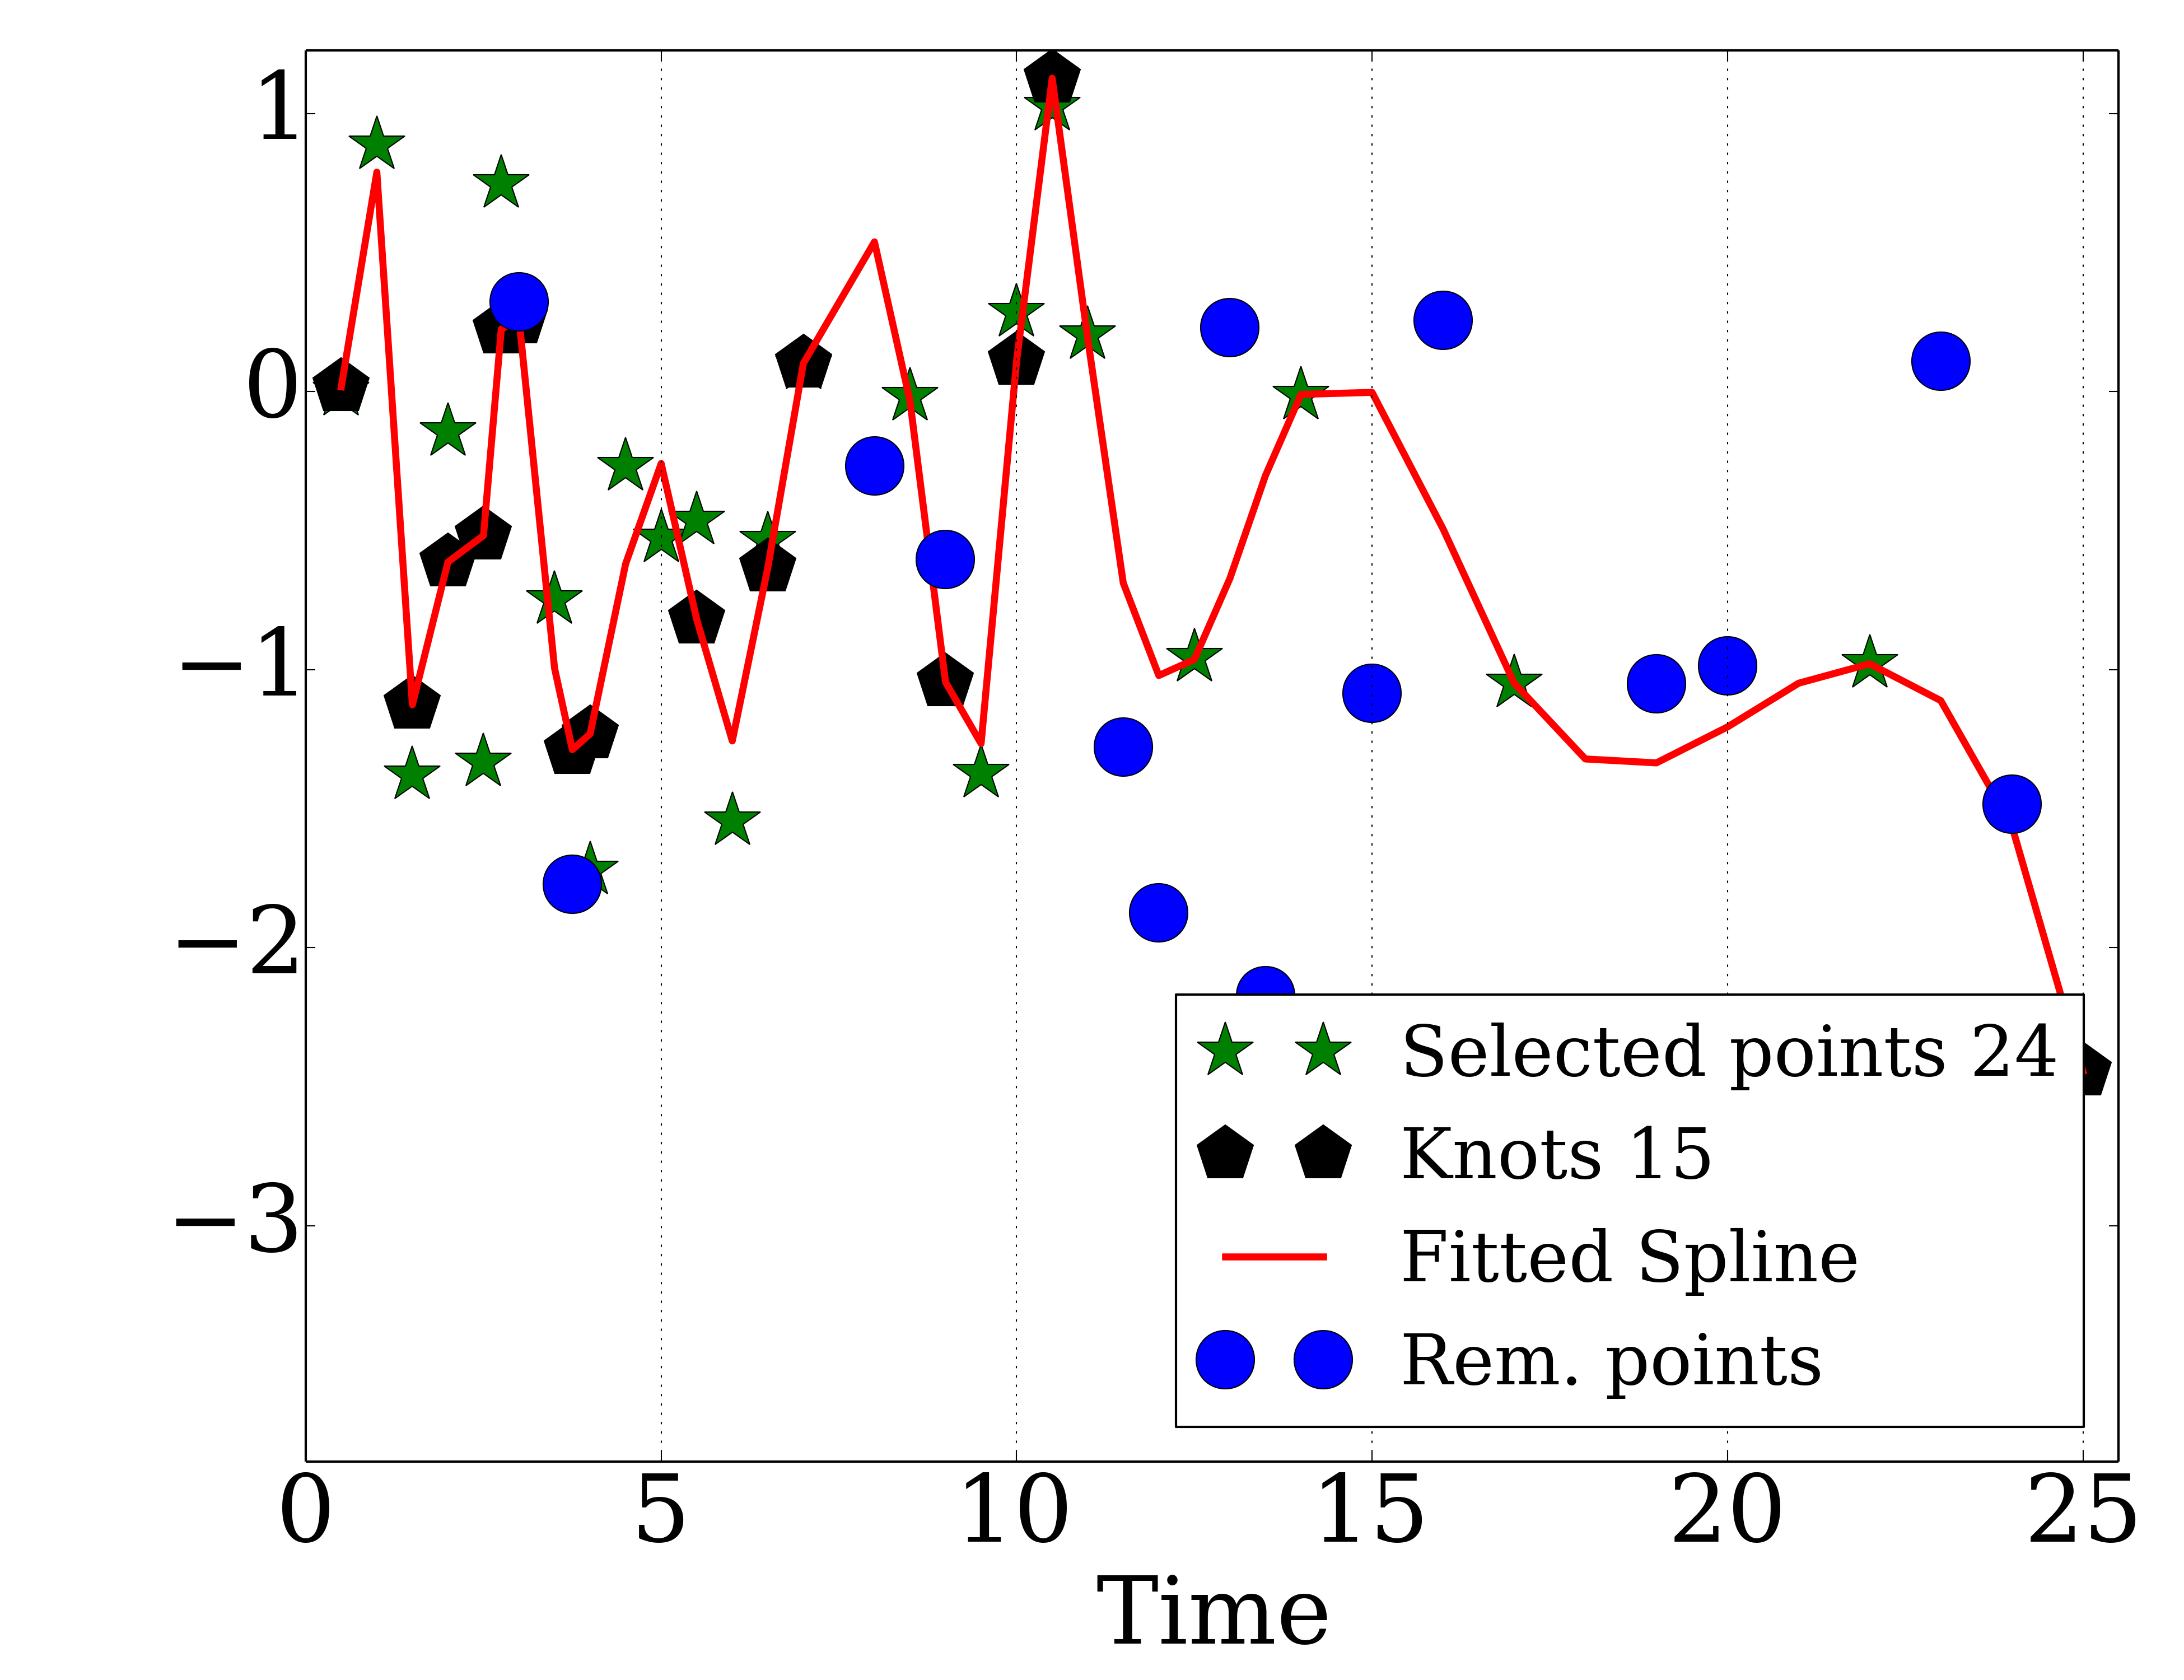 1
0
−1
−2
−3
Selected points 24
Knots 15
Fitted Spline
Rem. points
0 5 10 15 20 25
Time